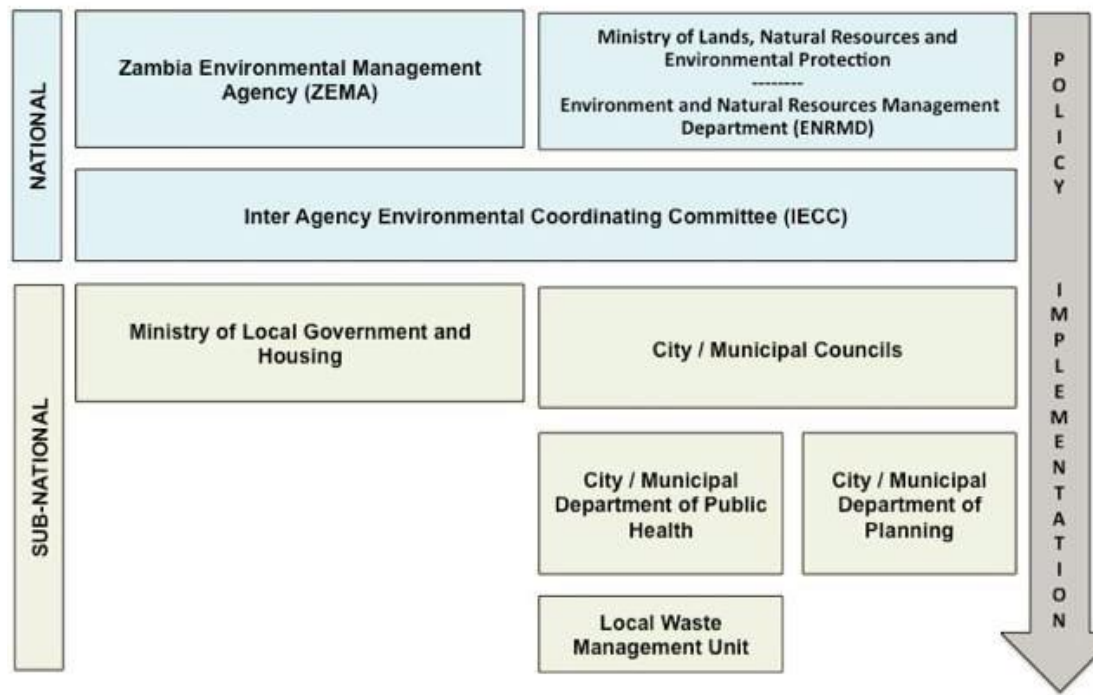 NATIONAL
Zambia Environmental Management
Agency (ZEMA)
Ministry of Lands, Natural Resources and
Environmental Protection
--------
Environment and Natural Resources Management
Department (ENRMD)
Inter Agency Environmental Coordinating Committee (IECC)
SUB-NATIONAL
Ministry of Local Government and
Housing
City / Municipal Councils
City / Municipal
Department of Public
Health
City / Municipal
Department of
Planning
Local Waste
Management Unit
POLICY
IMPLEMENTATION